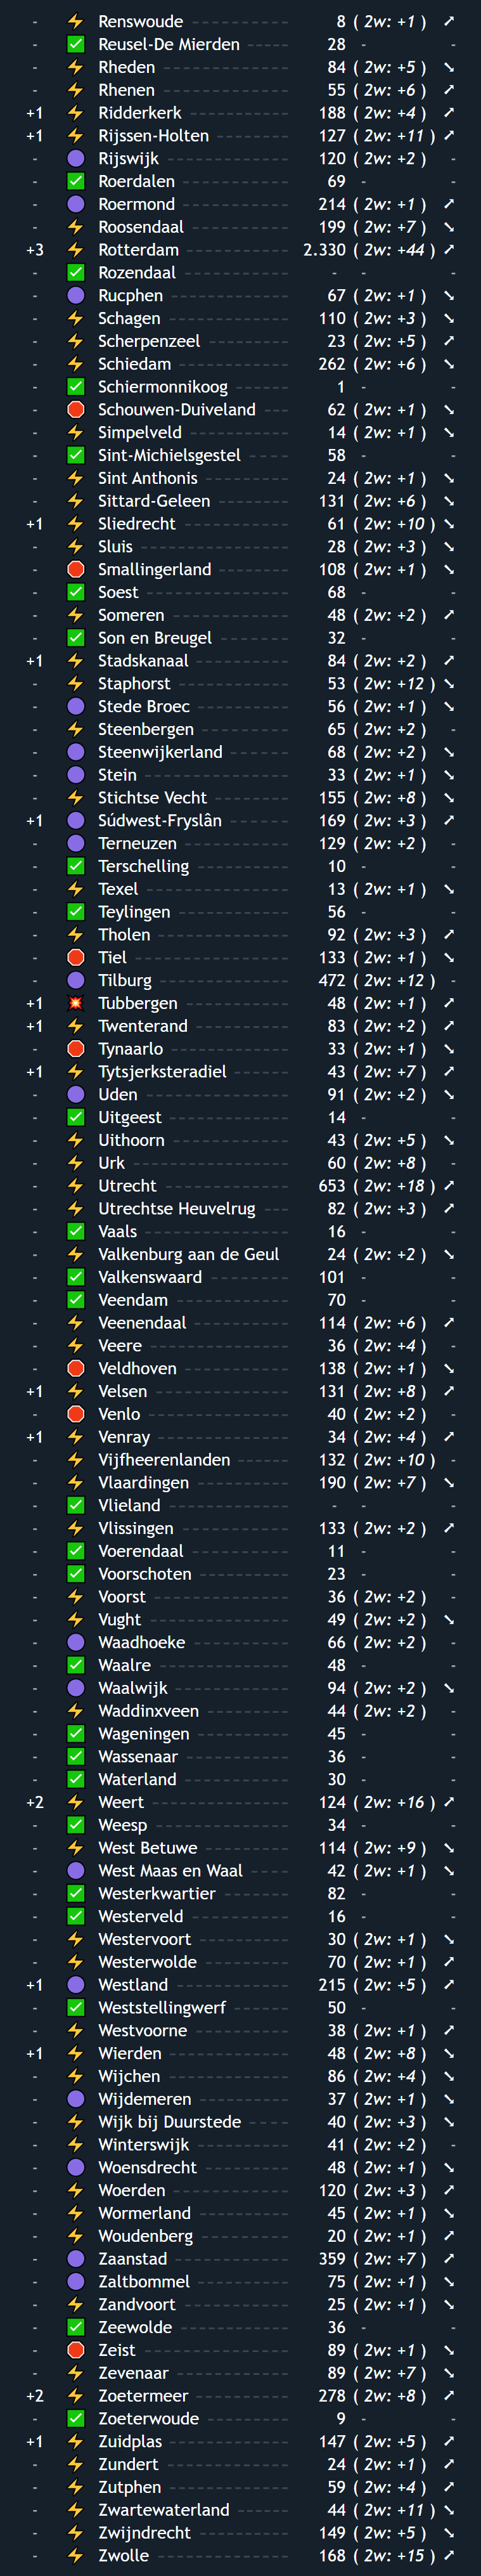 - ⚡ Renswoude ------------ 8 ( 2w: +1 ) ↗
- ✅ Reusel-De Mierden ----- 28 - -
- ⚡ Rheden --------------- 84 ( 2w: +5 ) ↘
- ⚡ Rhenen --------------- 55 ( 2w: +6 ) ↗
+1 ⚡ Ridderkerk ----------- 188 ( 2w: +4 ) ↗
+1 ⚡ Rijssen-Holten -------- 127 ( 2w: +11 ) ↗
- 🟣 Rijswijk -------------- 120 ( 2w: +2 ) -
- ✅ Roerdalen ------------ 69 - -
- 🟣 Roermond ------------ 214 ( 2w: +1 ) ↗
- ⚡ Roosendaal ----------- 199 ( 2w: +7 ) ↘
+3 ⚡ Rotterdam ------------ 2.330 ( 2w: +44 ) ↗
- ✅ Rozendaal ------------ - - -
- 🟣 Rucphen -------------- 67 ( 2w: +1 ) ↘
- ⚡ Schagen -------------- 110 ( 2w: +3 ) ↘
- ⚡ Scherpenzeel --------- 23 ( 2w: +5 ) ↗
- ⚡ Schiedam ------------- 262 ( 2w: +6 ) ↘
- ✅ Schiermonnikoog ------ 1 - -
- 🛑 Schouwen-Duiveland --- 62 ( 2w: +1 ) ↘
- ⚡ Simpelveld ------------ 14 ( 2w: +1 ) ↘
- ✅ Sint-Michielsgestel ----- 58 - -
- ⚡ Sint Anthonis ---------- 24 ( 2w: +1 ) ↘
- ⚡ Sittard-Geleen --------- 131 ( 2w: +6 ) ↘
+1 ⚡ Sliedrecht ------------ 61 ( 2w: +10 ) ↘
- ⚡ Sluis ----------------- 28 ( 2w: +3 ) ↘
- 🛑 Smallingerland -------- 108 ( 2w: +1 ) ↘
- ✅ Soest ---------------- 68 - -
- ⚡ Someren ------------- 48 ( 2w: +2 ) ↗
- ✅ Son en Breugel -------- 32 - -
+1 ⚡ Stadskanaal ---------- 84 ( 2w: +2 ) ↗
- ⚡ Staphorst ------------- 53 ( 2w: +12 ) ↘
- 🟣 Stede Broec ---------- 56 ( 2w: +1 ) ↘
- ⚡ Steenbergen ---------- 65 ( 2w: +2 ) -
- 🟣 Steenwijkerland ------- 68 ( 2w: +2 ) ↘
- 🟣 Stein ----------------- 33 ( 2w: +1 ) ↘
- ⚡ Stichtse Vecht --------- 155 ( 2w: +8 ) ↘
+1 🟣 Súdwest-Fryslân ------- 169 ( 2w: +3 ) ↗
- 🟣 Terneuzen ------------ 129 ( 2w: +2 ) -
- ✅ Terschelling ----------- 10 - -
- ⚡ Texel ---------------- 13 ( 2w: +1 ) ↘
- ✅ Teylingen ------------- 56 - -
- ⚡ Tholen --------------- 92 ( 2w: +3 ) ↗
- 🛑 Tiel ------------------ 133 ( 2w: +1 ) ↘
- 🟣 Tilburg --------------- 472 ( 2w: +12 ) -
+1 💥 Tubbergen ------------ 48 ( 2w: +1 ) ↗
+1 ⚡ Twenterand ----------- 83 ( 2w: +2 ) ↗
- 🛑 Tynaarlo -------------- 33 ( 2w: +1 ) ↘
+1 ⚡ Tytsjerksteradiel ------- 43 ( 2w: +7 ) ↗
- 🟣 Uden ----------------- 91 ( 2w: +2 ) ↘
- ✅ Uitgeest -------------- 14 - -
- ⚡ Uithoorn ------------- 43 ( 2w: +5 ) ↘
- ⚡ Urk ------------------ 60 ( 2w: +8 ) -
- ⚡ Utrecht --------------- 653 ( 2w: +18 ) ↗
- ⚡ Utrechtse Heuvelrug --- 82 ( 2w: +3 ) ↗
- ✅ Vaals ---------------- 16 - -
- ⚡ Valkenburg aan de Geul 24 ( 2w: +2 ) ↘
- ✅ Valkenswaard --------- 101 - -
- ✅ Veendam ------------- 70 - -
- ⚡ Veenendaal ---------- 114 ( 2w: +6 ) ↗
- ⚡ Veere ---------------- 36 ( 2w: +4 ) -
- 🛑 Veldhoven ------------ 138 ( 2w: +1 ) ↘
+1 ⚡ Velsen --------------- 131 ( 2w: +8 ) ↗
- 🛑 Venlo ---------------- 40 ( 2w: +2 ) -
+1 ⚡ Venray --------------- 34 ( 2w: +4 ) ↗
- ⚡ Vijfheerenlanden ------ 132 ( 2w: +10 ) -
- ⚡ Vlaardingen ---------- 190 ( 2w: +7 ) ↘
- ✅ Vlieland -------------- - - -
- ⚡ Vlissingen ------------ 133 ( 2w: +2 ) ↗
- ✅ Voerendaal ----------- 11 - -
- ✅ Voorschoten ---------- 23 - -
- ⚡ Voorst --------------- 36 ( 2w: +2 ) -
- ⚡ Vught ---------------- 49 ( 2w: +2 ) ↘
- 🟣 Waadhoeke ----------- 66 ( 2w: +2 ) -
- ✅ Waalre --------------- 48 - -
- 🟣 Waalwijk ------------- 94 ( 2w: +2 ) ↘
- ⚡ Waddinxveen --------- 44 ( 2w: +2 ) -
- ✅ Wageningen ---------- 45 - -
- ✅ Wassenaar ------------ 36 - -
- ✅ Waterland ------------ 30 - -
+2 ⚡ Weert ---------------- 124 ( 2w: +16 ) ↗
- ✅ Weesp --------------- 34 - -
- ⚡ West Betuwe ---------- 114 ( 2w: +9 ) ↘
- 🟣 West Maas en Waal ---- 42 ( 2w: +1 ) ↘
- ✅ Westerkwartier -------- 82 - -
- ✅ Westerveld ----------- 16 - -
- ⚡ Westervoort ---------- 30 ( 2w: +1 ) ↘
- ⚡ Westerwolde ---------- 70 ( 2w: +1 ) ↗
+1 🟣 Westland ------------- 215 ( 2w: +5 ) ↗
- ✅ Weststellingwerf ------- 50 - -
- ⚡ Westvoorne ---------- 38 ( 2w: +1 ) ↗
+1 ⚡ Wierden -------------- 48 ( 2w: +8 ) ↘
- ⚡ Wijchen -------------- 86 ( 2w: +4 ) ↘
- 🟣 Wijdemeren ---------- 37 ( 2w: +1 ) ↘
- ⚡ Wijk bij Duurstede ---- 40 ( 2w: +3 ) ↘
- ⚡ Winterswijk ----------- 41 ( 2w: +2 ) -
- 🟣 Woensdrecht ---------- 48 ( 2w: +1 ) ↘
- ⚡ Woerden ------------- 120 ( 2w: +3 ) ↗
- ⚡ Wormerland ---------- 45 ( 2w: +1 ) ↘
- ⚡ Woudenberg ---------- 20 ( 2w: +1 ) ↗
- 🟣 Zaanstad ------------- 359 ( 2w: +7 ) ↗
- 🟣 Zaltbommel ---------- 75 ( 2w: +1 ) ↘
- ⚡ Zandvoort ------------ 25 ( 2w: +1 ) ↘
- ✅ Zeewolde ------------ 36 - -
- 🛑 Zeist ----------------- 89 ( 2w: +1 ) ↘
- ⚡ Zevenaar ------------- 89 ( 2w: +7 ) ↘
+2 ⚡ Zoetermeer ----------- 278 ( 2w: +8 ) ↗
- ✅ Zoeterwoude ---------- 9 - -
+1 ⚡ Zuidplas ------------- 147 ( 2w: +5 ) ↗
- ⚡ Zundert -------------- 24 ( 2w: +1 ) ↗
- ⚡ Zutphen -------------- 59 ( 2w: +4 ) ↗
- ⚡ Zwartewaterland ------ 44 ( 2w: +11 ) ↘
- ⚡ Zwijndrecht ----------- 149 ( 2w: +5 ) ↘
- ⚡ Zwolle --------------- 168 ( 2w: +15 ) ↗